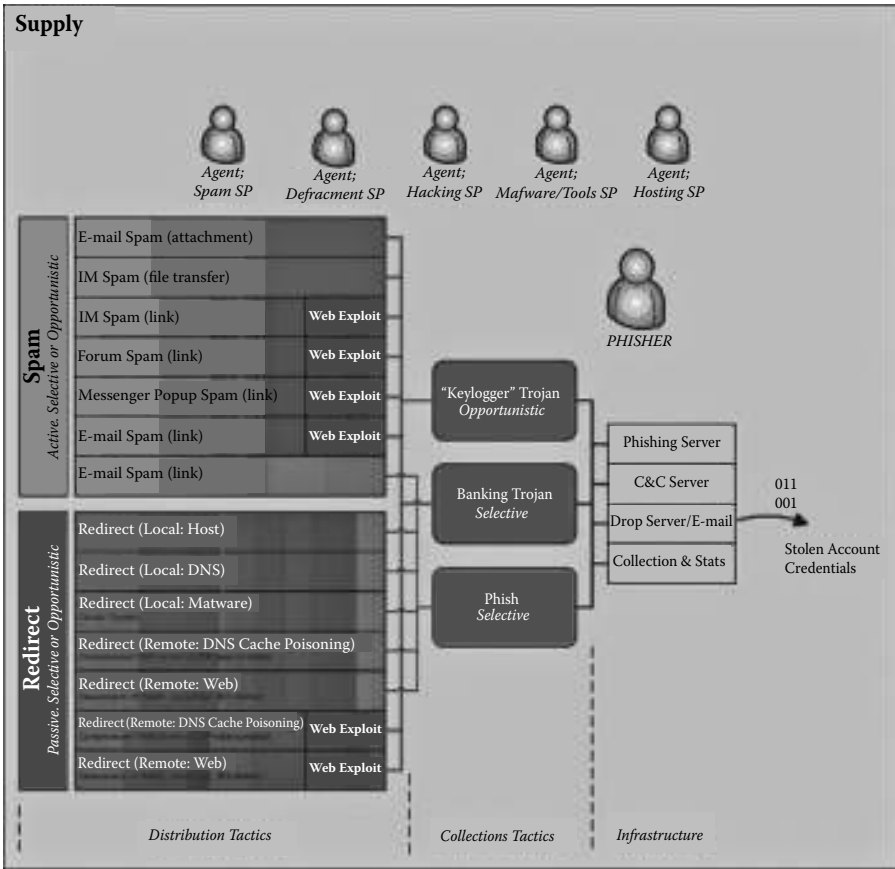 Supply
Agent;
Spam SP
Agent;
Defracment SP
Agent;
Hacking SP
Agent;
Mafware/Tools SP
Agent;
Hosting SP
PHISHER
Spam
Active. Selective or Opportunistic
E-mail Spam (attachment)
IM Spam (file transfer)
IM Spam (link)
Web Exploit
Forum Spam (link)
Web Exploit
Messenger Popup Spam (link)
Web Exploit
E-mail Spam (link)
Web Exploit
E-mail Spam (link)
Redirect
Passive. Selective or Opportunistic
Redirect (Local: Host)
Redirect (Local: DNS)
Redirect (Local: Matware)
Redirect (Remote: DNS Cache Poisoning)
Redirect (Remote: Web)
Redirect (Remote: DNS Cache Poisoning)
Web Exploit
Redirect (Remote: Web)
Web Exploit
"Keylogger" Trojan
Opportunistic
Banking Trojan
Selective
Phish
Selective
Phishing Server
C&C Server
Drop Server/E-mail
Collection & Stats
011
001
Stolen Account
Credentials
Distribution Tactics
Collections Tactics
Infrastructure